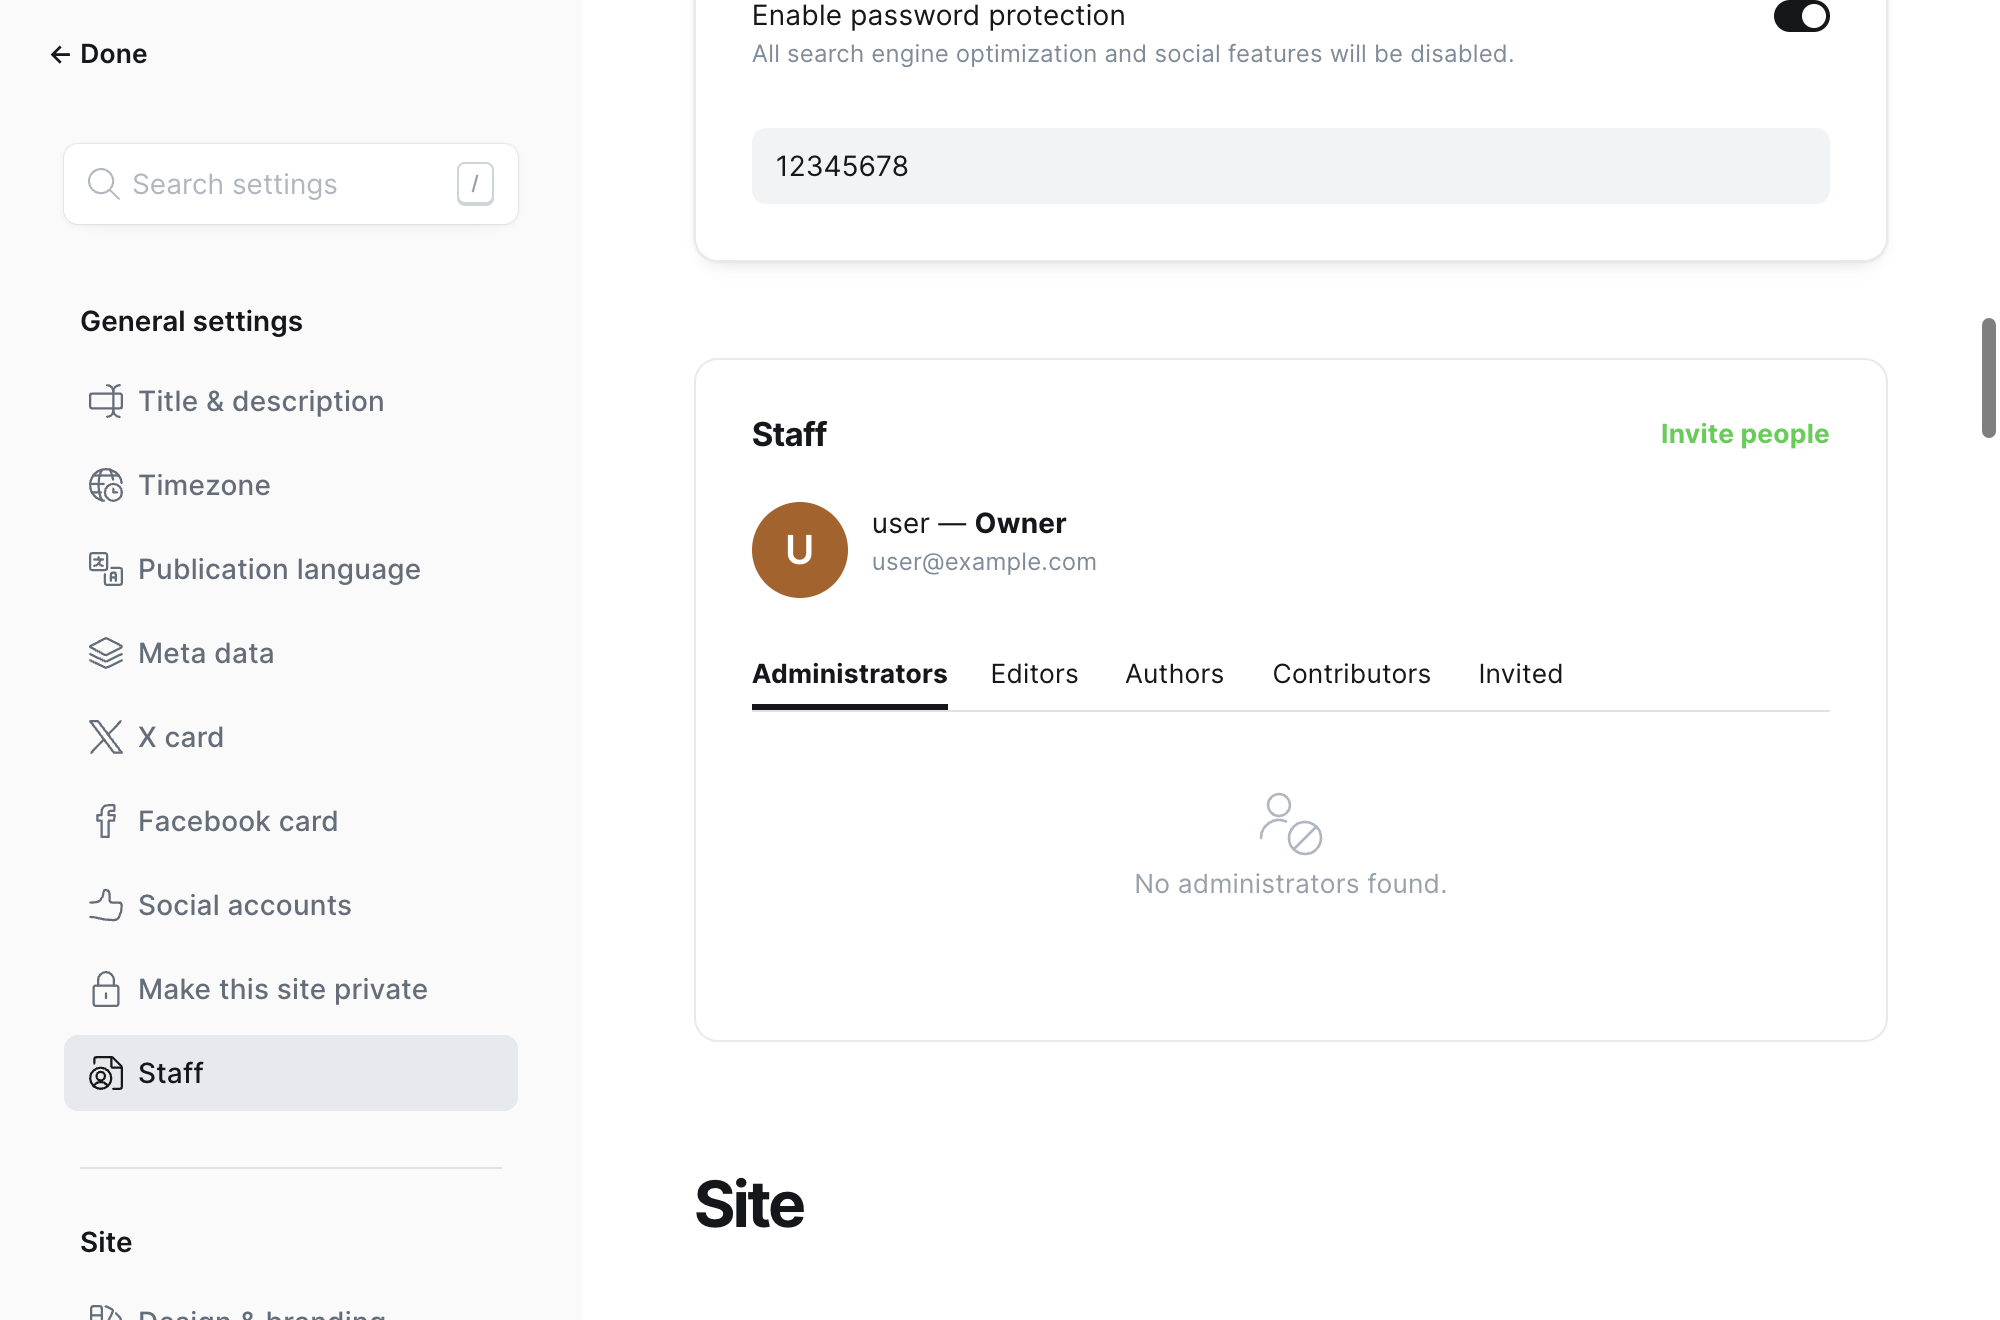 Done
Search settings /
General settings
Title & description
Timezone
Publication language
Meta data
X card
Facebook card
Social accounts
Make this site private
Staff
Site
Design & branding
Enable password protection
All search engine optimization and social features will be disabled.
12345678
Staff
Invite people
U
user — Owner
user@example.com
Administrators Editors Authors Contributors Invited
No administrators found.
Site